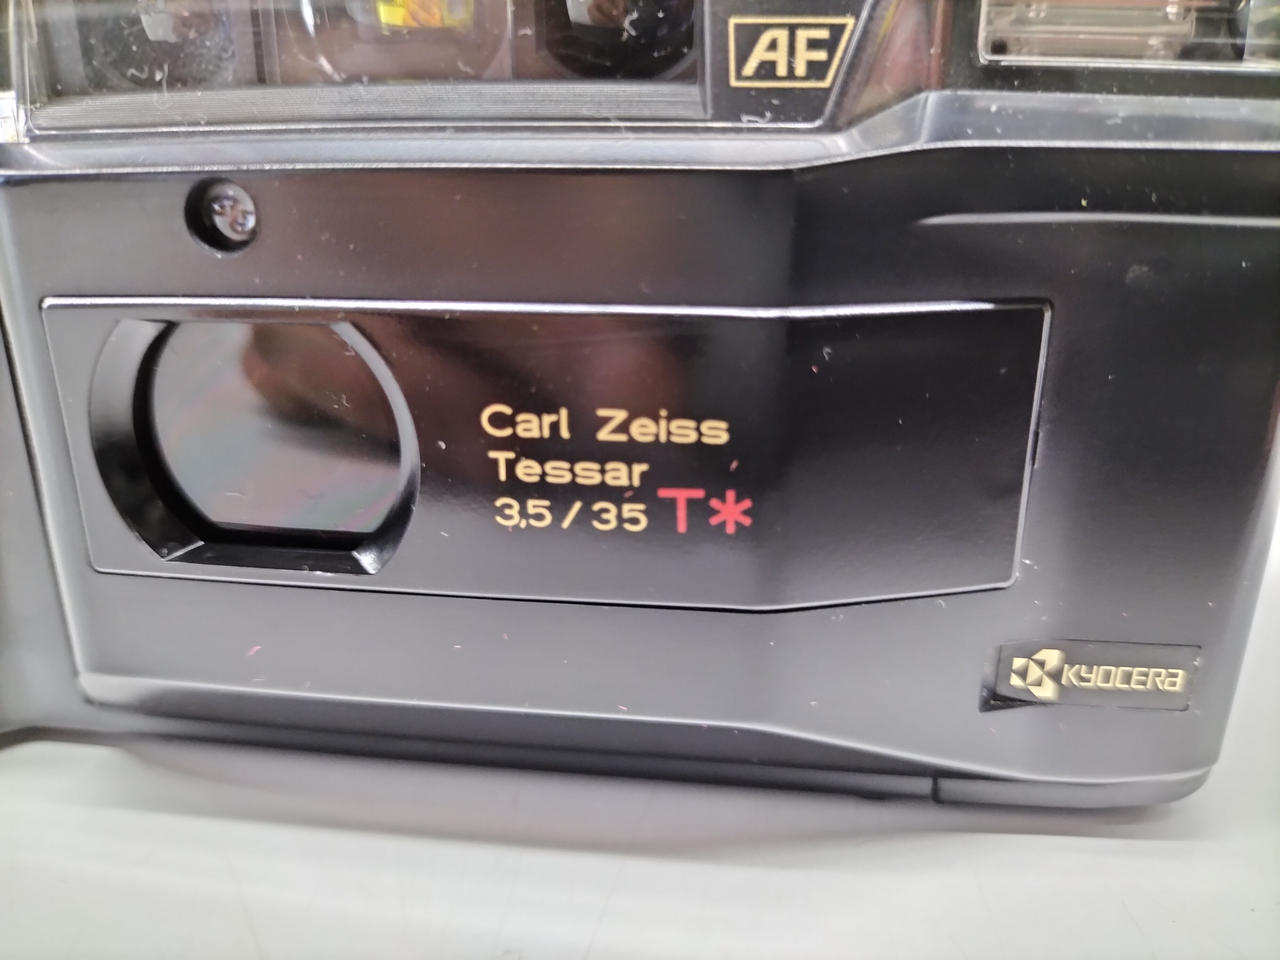 AF
Carl Zeiss
Tessar
3,5/35 T*
KYOCERA